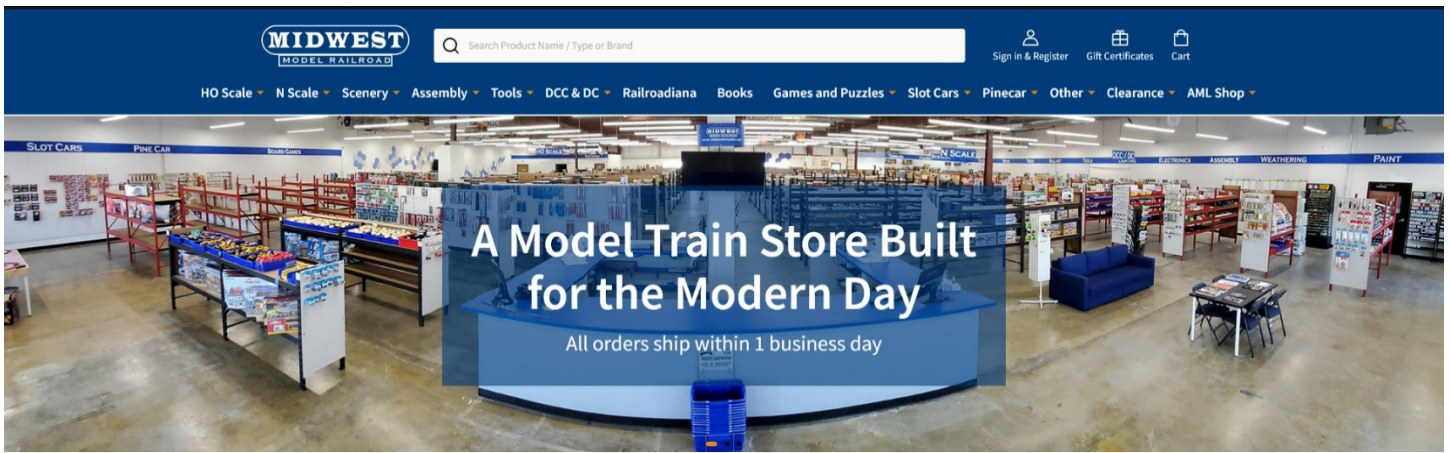 MIDWEST
MODEL RAILROAD
Search Product Name / Type or Brand
Sign in & Register Gift Certificates Cart
HO Scale N Scale Scenery Assembly Tools DCC & DC Railroadiana Books Games and Puzzles Slot Cars Pinecar Other Clearance AML Shop
SLOT CARS PINE CAR BOARD GAMES HO SCALE MIDWEST N SCALE DCC/DC ELECTRONICS ASSEMBLY WEATHERING PAINT
A Model Train Store Built
for the Modern Day
All orders ship within 1 business day